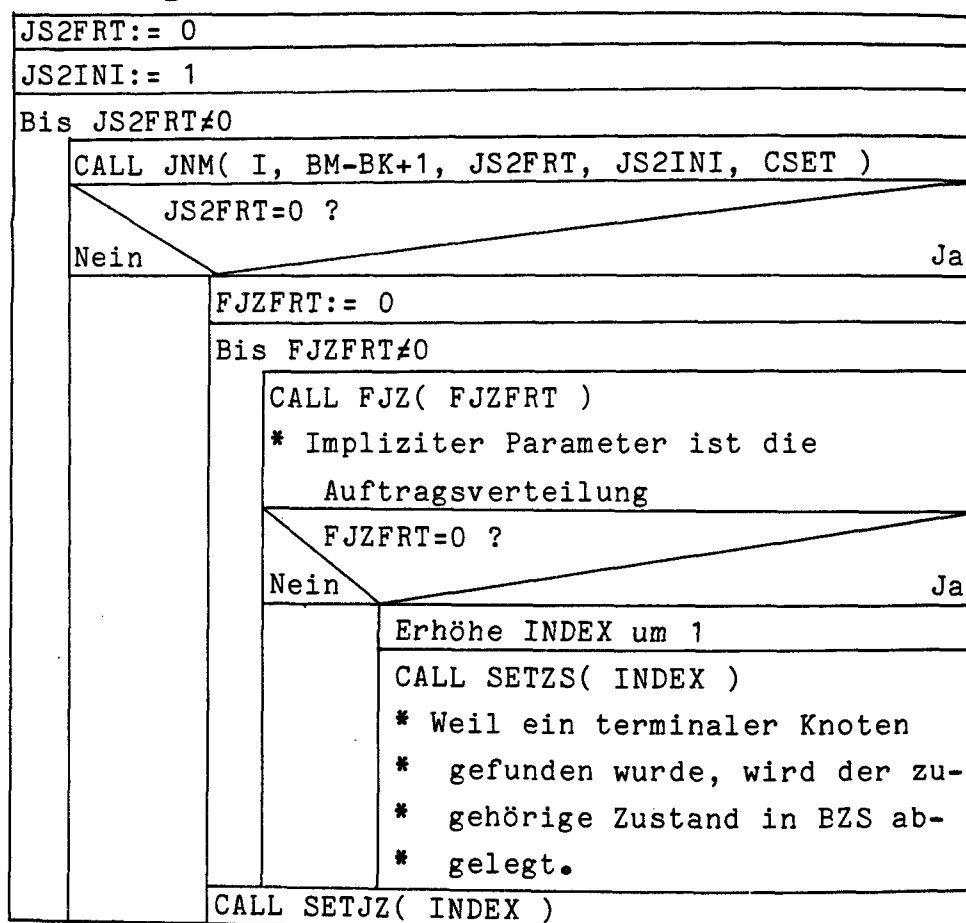 JS2FRT:= 0
JS2INI:= 1
Bis JS2FRT≠0
CALL JNM( I, BM-BK+1, JS2FRT, JS2INI, CSET )
JS2FRT=0 ?
Nein Ja
FJZFRT:= 0
Bis FJZFRT≠0
CALL FJZ( FJZFRT )
* Impliziter Parameter ist die
Auftragsverteilung
FJZFRT=0 ?
Nein Ja
Erhöhe INDEX um 1
CALL SETZS( INDEX )
* Weil ein terminaler Knoten
* gefunden wurde, wird der zu-
* gehörige Zustand in BZS ab-
* gelegt.
CALL SETJZ( INDEX )